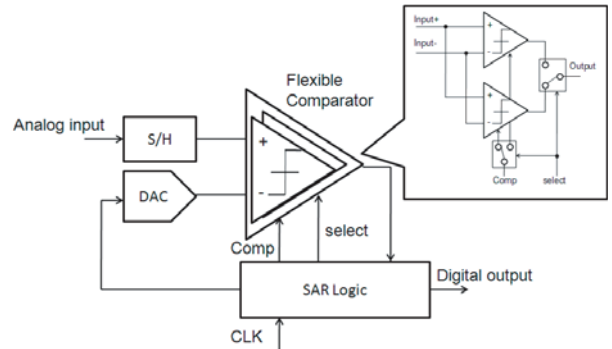 Flexible
Comparator
Analog input
S/H
+
-
DAC
Comp
select
SAR Logic
Digital output
CLK
Input+
Input-
+
-
+
-
Output
Comp
select